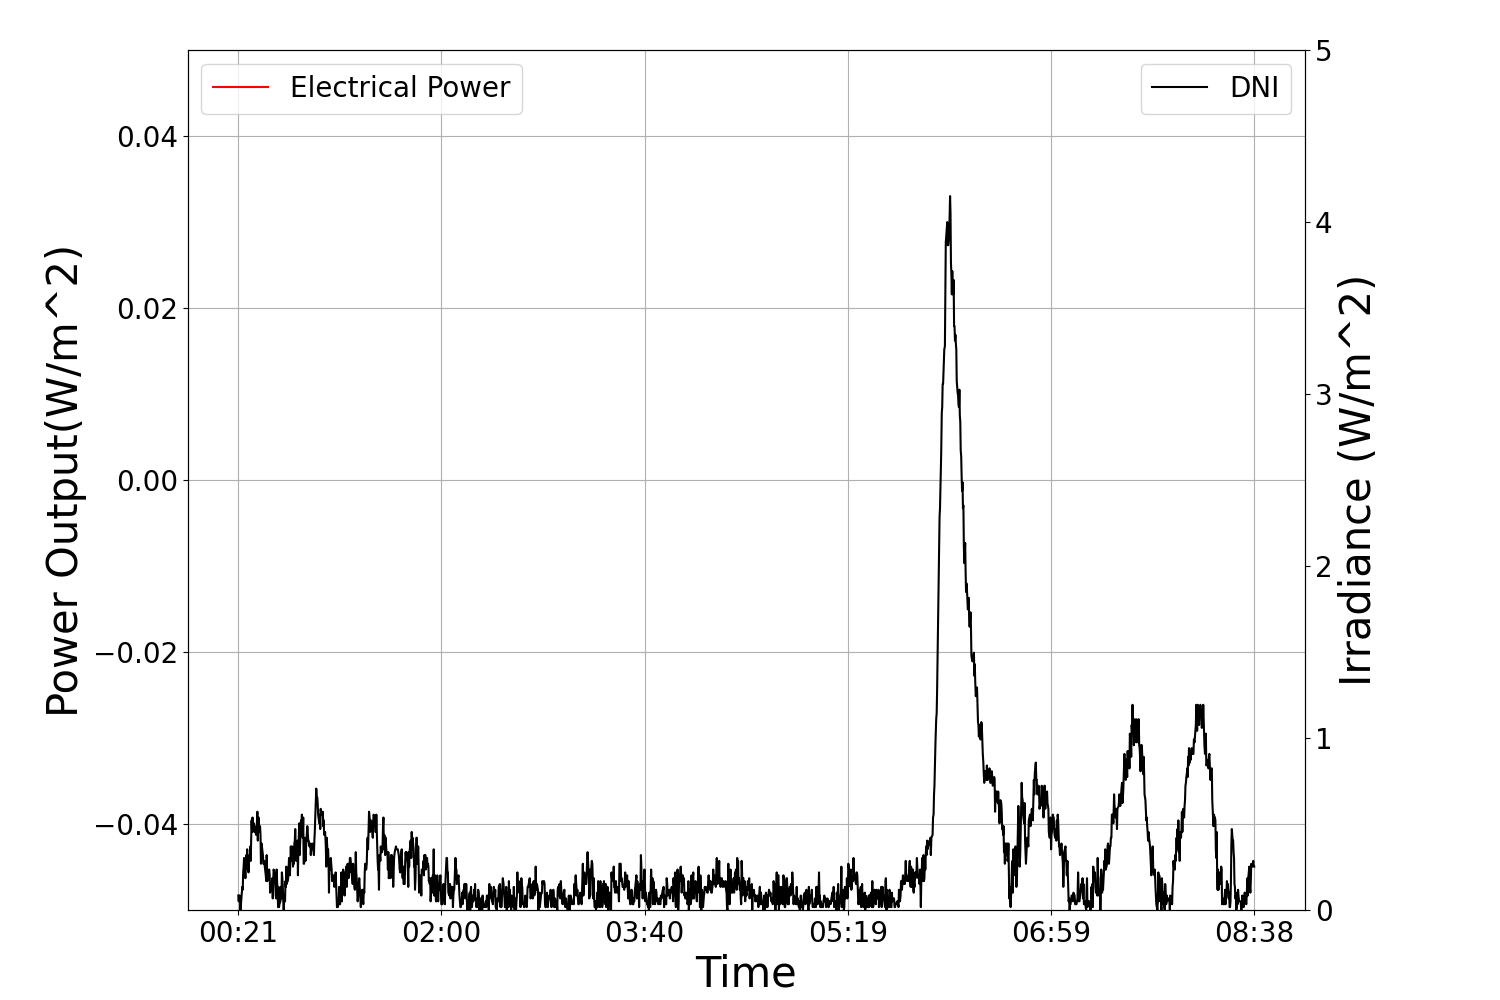 Electrical Power
DNI
Power Output(W/m^2)
0.04
0.02
0.00
−0.02
−0.04
5
4
3
2
1
0
Irradiance (W/m^2)
00:21 02:00 03:40 05:19 06:59 08:38
Time